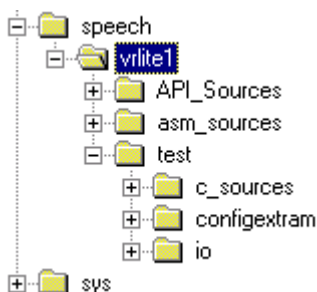 speech
vrlite1
API_Sources
asm_sources
test
c_sources
configextram
io
sys